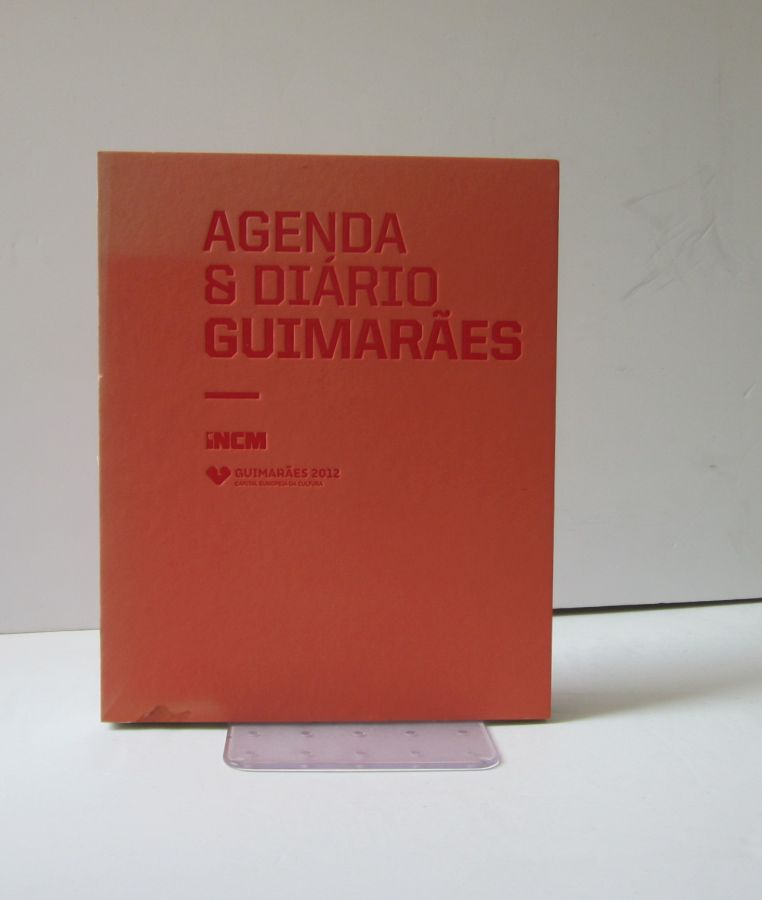 AGENDA
& DIÁRIO
GUIMARÃES
INCM
GUIMARÃES 2012
CAPITAL EUROPEIA DA CULTURA